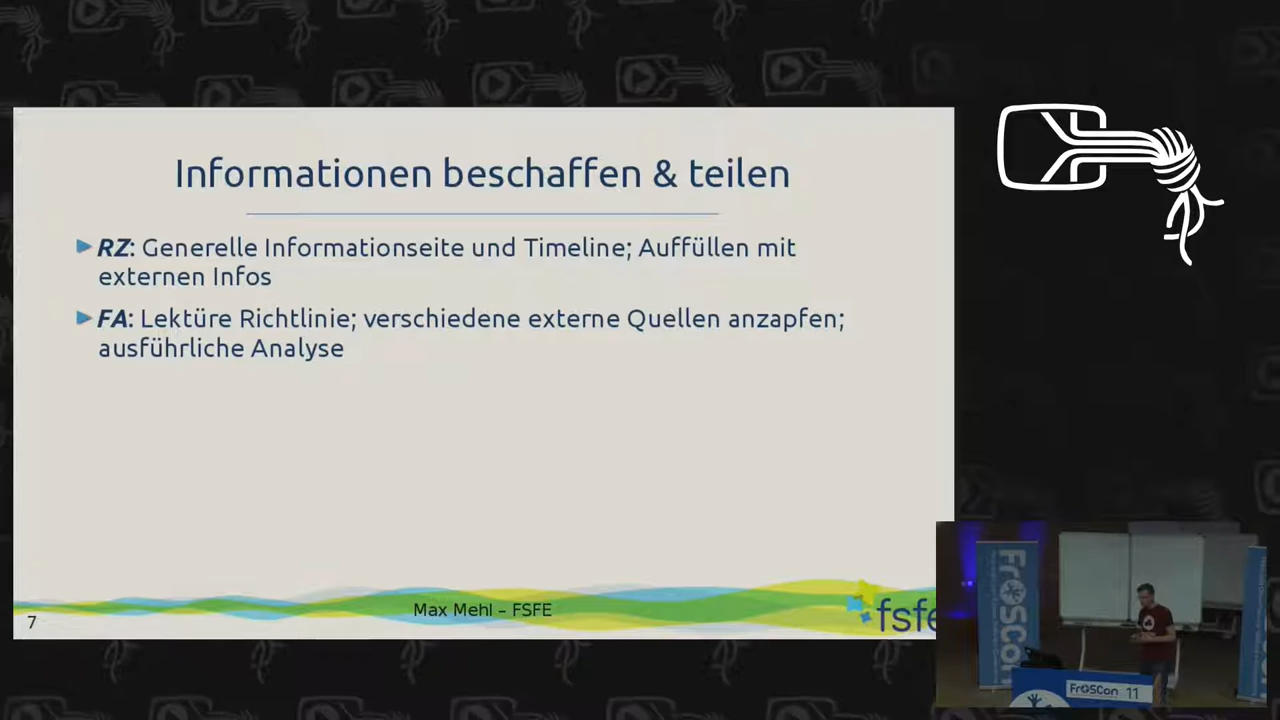 Informationen beschaffen & teilen
RZ: Generelle Informationseite und Timeline; Auffüllen mit
externen Infos
FA: Lektüre Richtlinie; verschiedene externe Quellen anzapfen;
ausführliche Analyse
7
Max Mehl – FSFE
fsfe
FrOSCon
FrOSCon 11